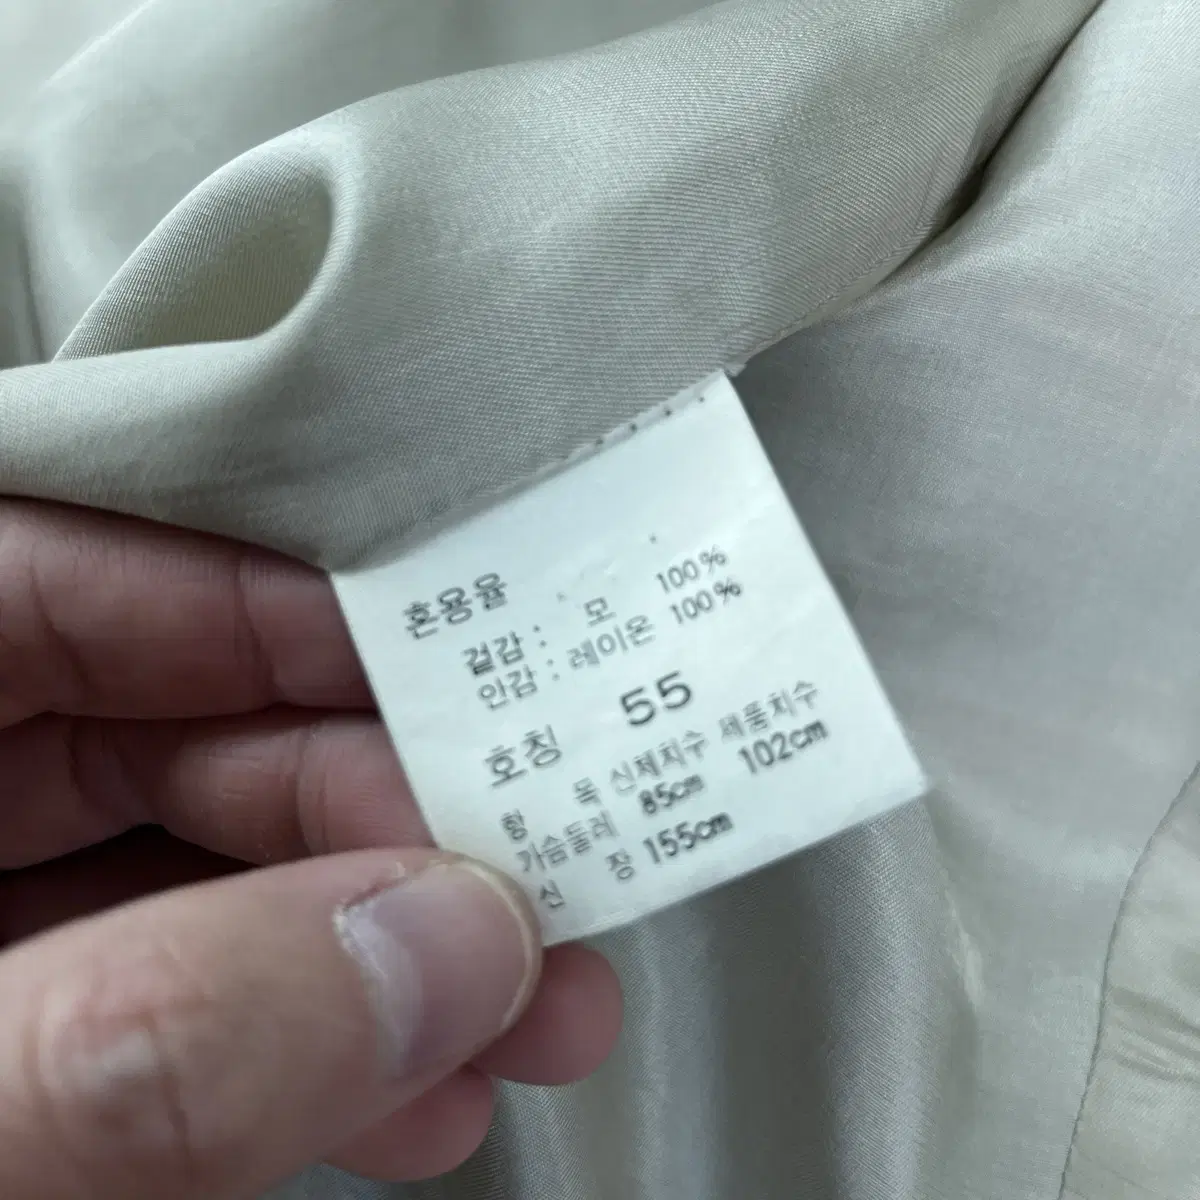 혼용율
겉감 : 모 100%
안감 : 레이온 100%
호칭 55
항 목 신체치수 제품치수
가슴둘레 85cm 102cm
신 장 155cm